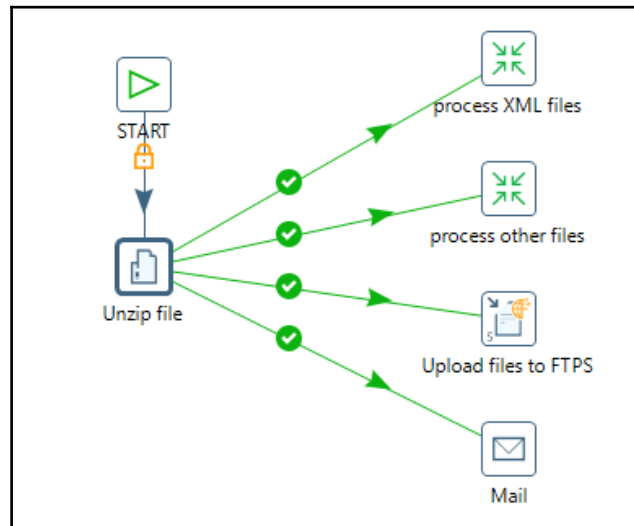 process XML files
START
process other files
Unzip file
S
Upload files to FTPS
Mail